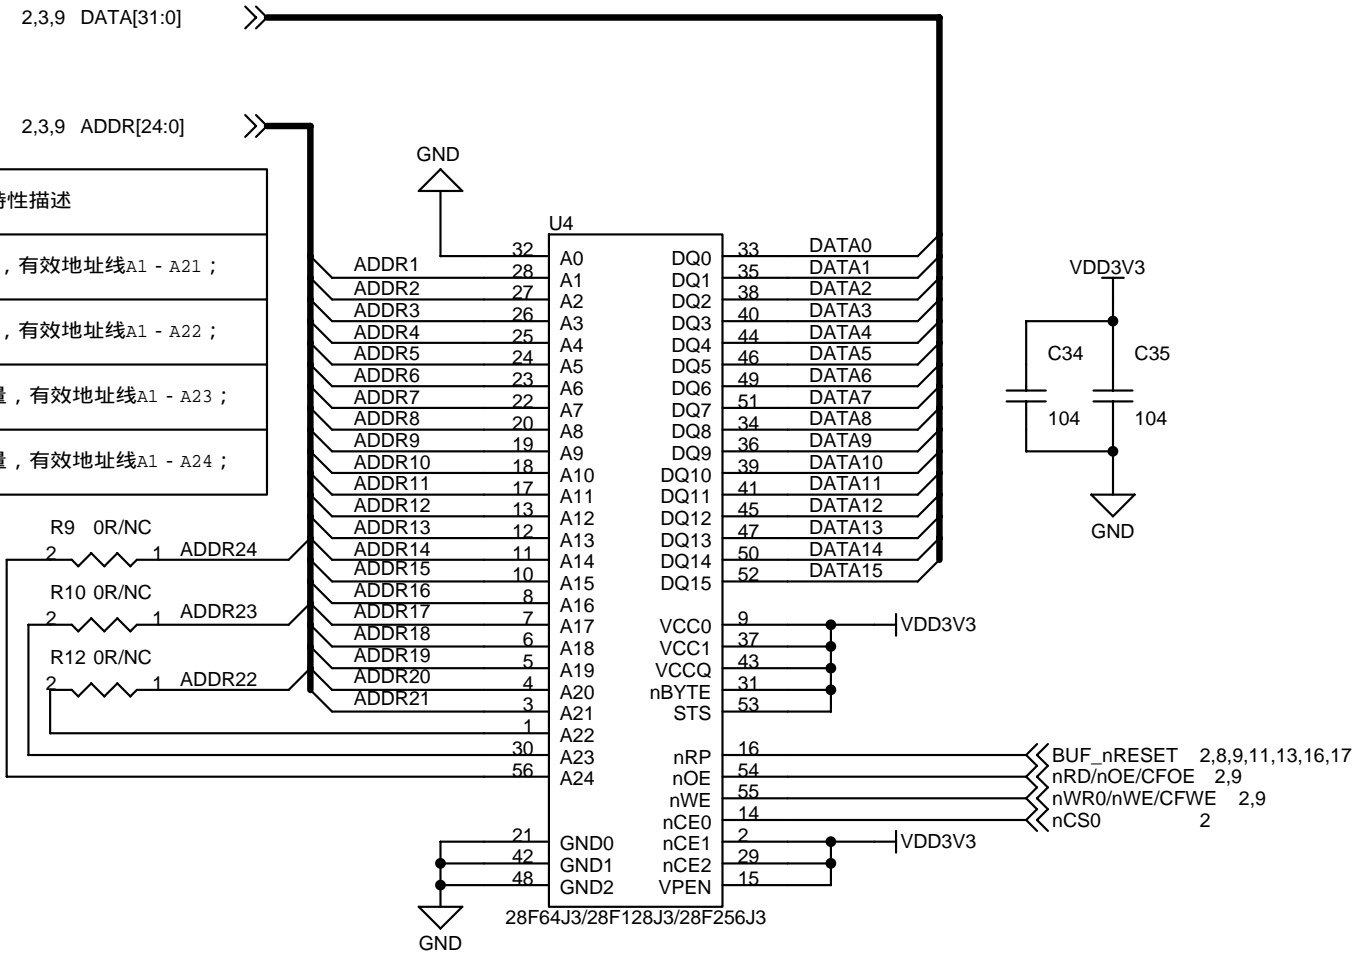 2,3,9 DATA[31:0]
2,3,9 ADDR[24:0]
特性描述
，有效地址线A1 - A21；
，有效地址线A1 - A22；
量，有效地址线A1 - A23；
量，有效地址线A1 - A24；
R9 0R/NC
2 1 ADDR24
R10 0R/NC
2 1 ADDR23
R12 0R/NC
2 1 ADDR22
GND
U4
32 A0 DQ0 33 DATA0
ADDR1 28 A1 DQ1 35 DATA1
ADDR2 27 A2 DQ2 38 DATA2
ADDR3 26 A3 DQ3 40 DATA3
ADDR4 25 A4 DQ4 44 DATA4
ADDR5 24 A5 DQ5 46 DATA5
ADDR6 23 A6 DQ6 49 DATA6
ADDR7 22 A7 DQ7 51 DATA7
ADDR8 20 A8 DQ8 34 DATA8
ADDR9 19 A9 DQ9 36 DATA9
ADDR10 18 A10 DQ10 39 DATA10
ADDR11 17 A11 DQ11 41 DATA11
ADDR12 13 A12 DQ12 45 DATA12
ADDR13 12 A13 DQ13 47 DATA13
ADDR14 11 A14 DQ14 50 DATA14
ADDR15 10 A15 DQ15 52 DATA15
ADDR16 8 A16
ADDR17 7 A17 VCC0 9 VDD3V3
ADDR18 6 A18 VCC1 37
ADDR19 5 A19 VCCQ 43
ADDR20 4 A20 nBYTE 31
ADDR21 3 A21 STS 53
1 A22
30 A23 nRP 16 BUF_nRESET 2,8,9,11,13,16,17
56 A24 nOE 54 nRD/nOE/CFOE 2,9
nWE 55 nWR0/nWE/CFWE 2,9
nCE0 14 nCS0 2
21 GND0 nCE1 2 VDD3V3
42 GND1 nCE2 29
48 GND2 VPEN 15
28F64J3/28F128J3/28F256J3
GND
VDD3V3
C34 C35
104 104
GND